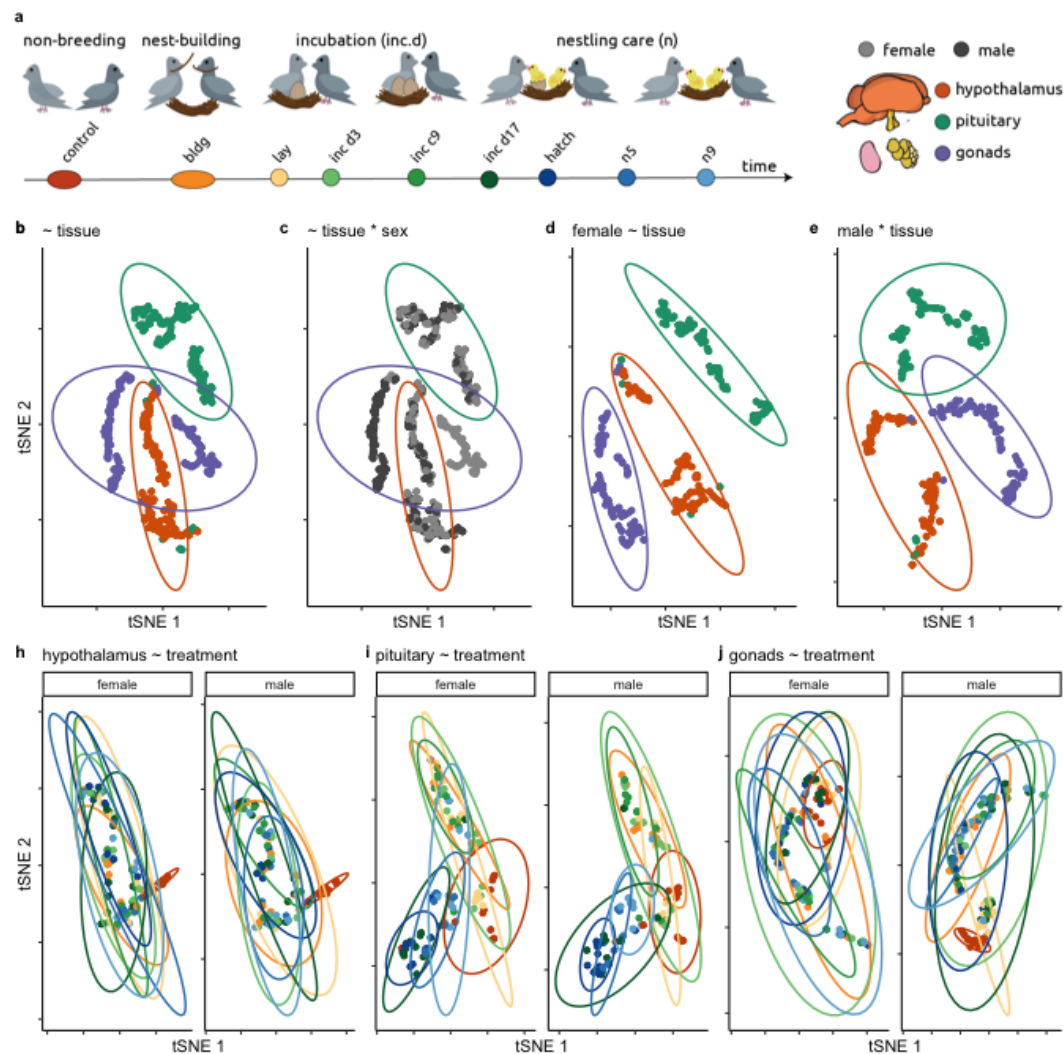 a
non-breeding nest-building incubation (inc.d) nestling care (n)
female male
hypothalamus
pituitary
gonads
control bldg lay inc d3 inc c9 inc d17 hatch n5 n9 time
b ~ tissue c ~ tissue * sex d female ~ tissue e male * tissue
tSNE 2
tSNE 1 tSNE 1 tSNE 1 tSNE 1
h hypothalamus ~ treatment i pituitary ~ treatment j gonads ~ treatment
female male female male female male
tSNE 2
tSNE 1 tSNE 1 tSNE 1